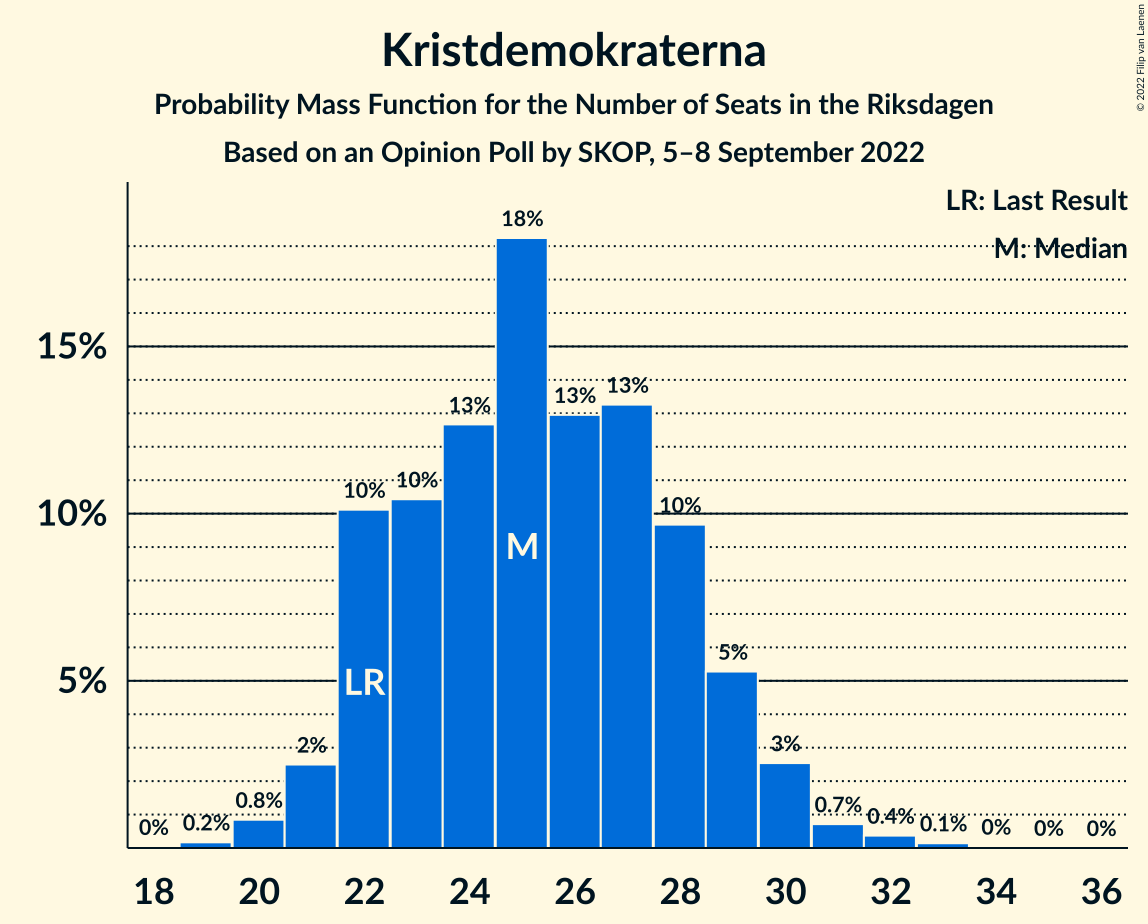 Kristdemokraterna
Probability Mass Function for the Number of Seats in the Riksdagen
Based on an Opinion Poll by SKOP, 5–8 September 2022
© 2022 Filip van Laenen
LR: Last Result
M: Median
15%
10%
5%
0%
0.2%
0.8%
2%
10%
10%
13%
18%
13%
13%
10%
5%
3%
0.7%
0.4%
0.1%
0%
0%
0%
LR
M
18 20 22 24 26 28 30 32 34 36